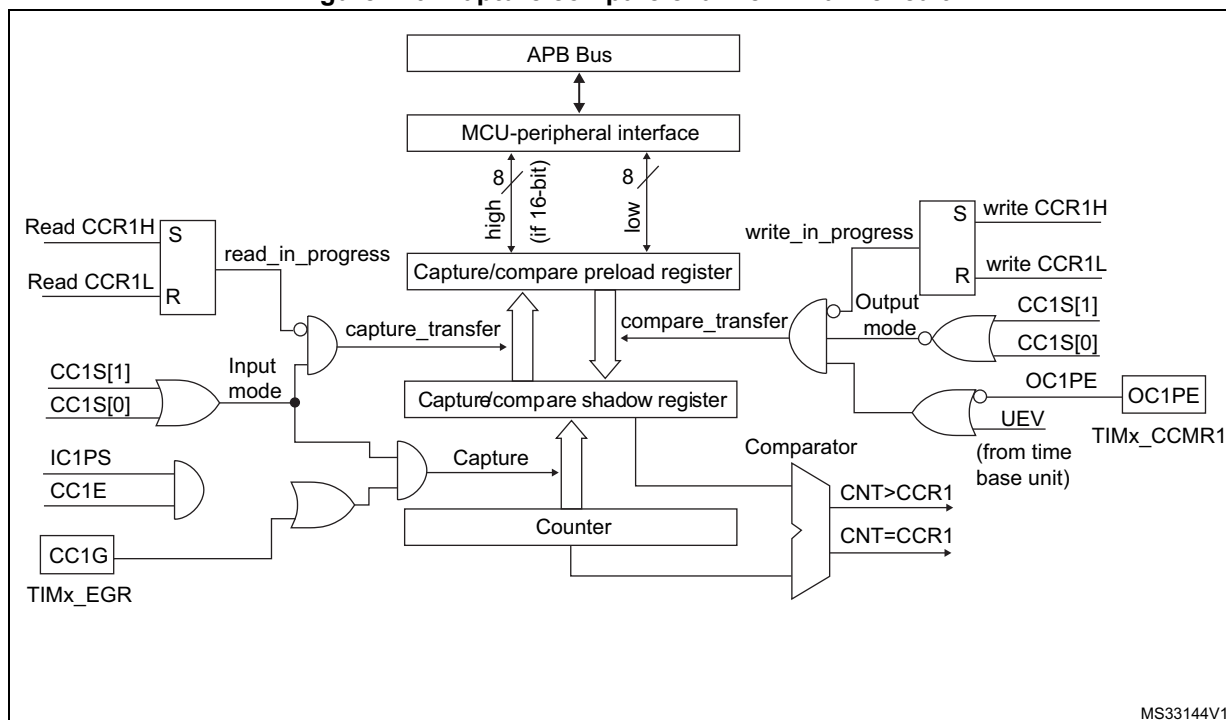 APB Bus
MCU-peripheral interface
8
high
(if 16-bit)
8
low
Read CCR1H
S
read_in_progress
Read CCR1L
R
write_in_progress
S
write CCR1H
R
write CCR1L
Capture/compare preload register
capture_transfer
compare_transfer
Output
mode
CC1S[1]
CC1S[0]
Input
mode
CC1S[1]
CC1S[0]
Capture/compare shadow register
OC1PE
OC1PE
UEV
TIMx_CCMR1
(from time
base unit)
IC1PS
CC1E
Capture
Comparator
CNT>CCR1
CNT=CCR1
Counter
CC1G
TIMx_EGR
MS33144V1